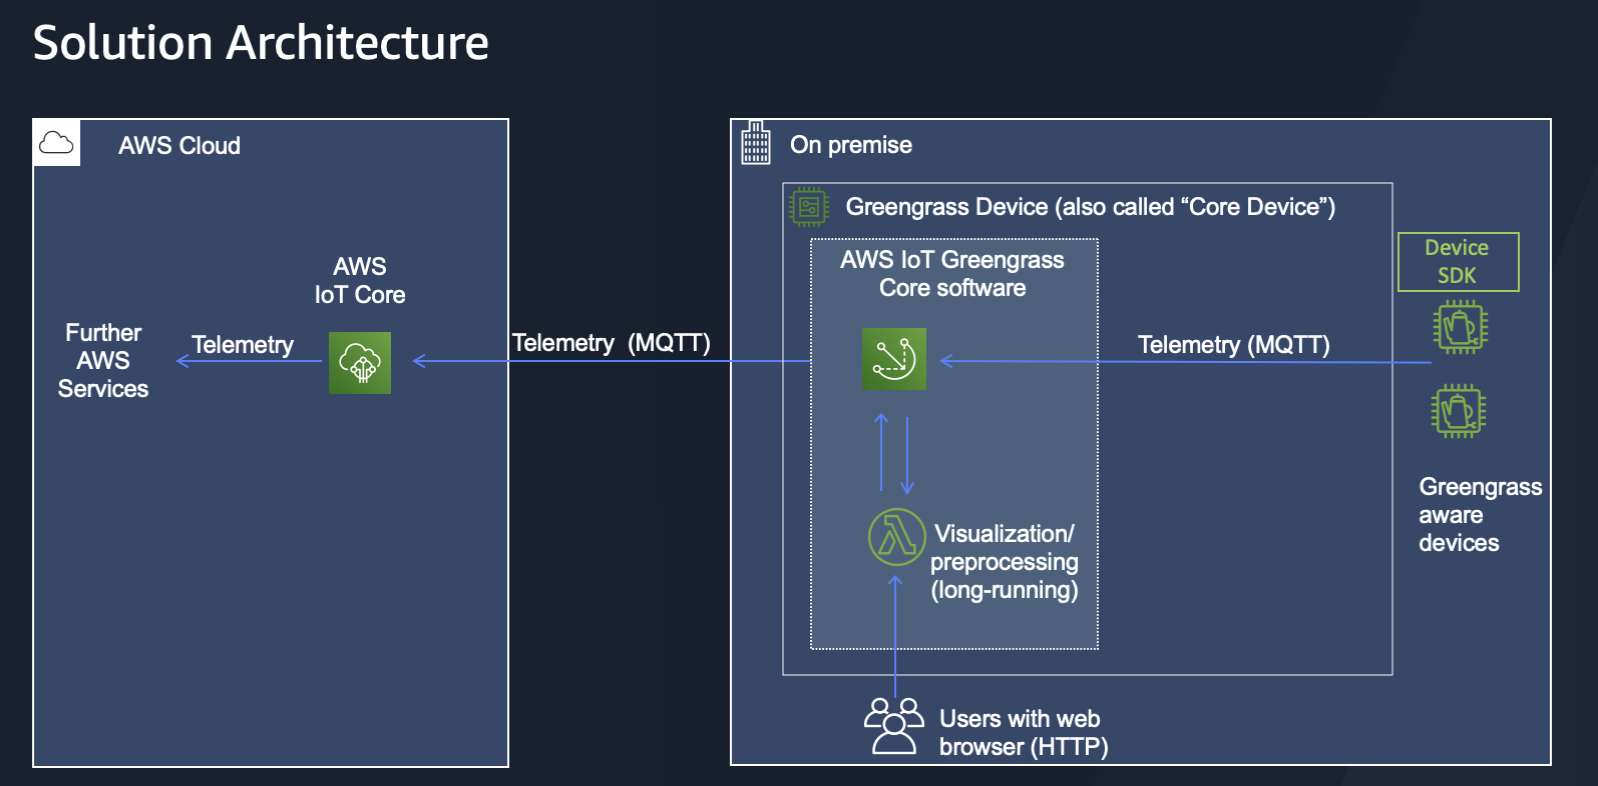 Solution Architecture
AWS Cloud
AWS
IoT Core
Further
AWS
Services
Telemetry
Telemetry (MQTT)
On premise
Greengrass Device (also called “Core Device”)
AWS IoT Greengrass
Core software
Device
SDK
Telemetry (MQTT)
Greengrass
aware
devices
Visualization/
preprocessing
(long-running)
Users with web
browser (HTTP)